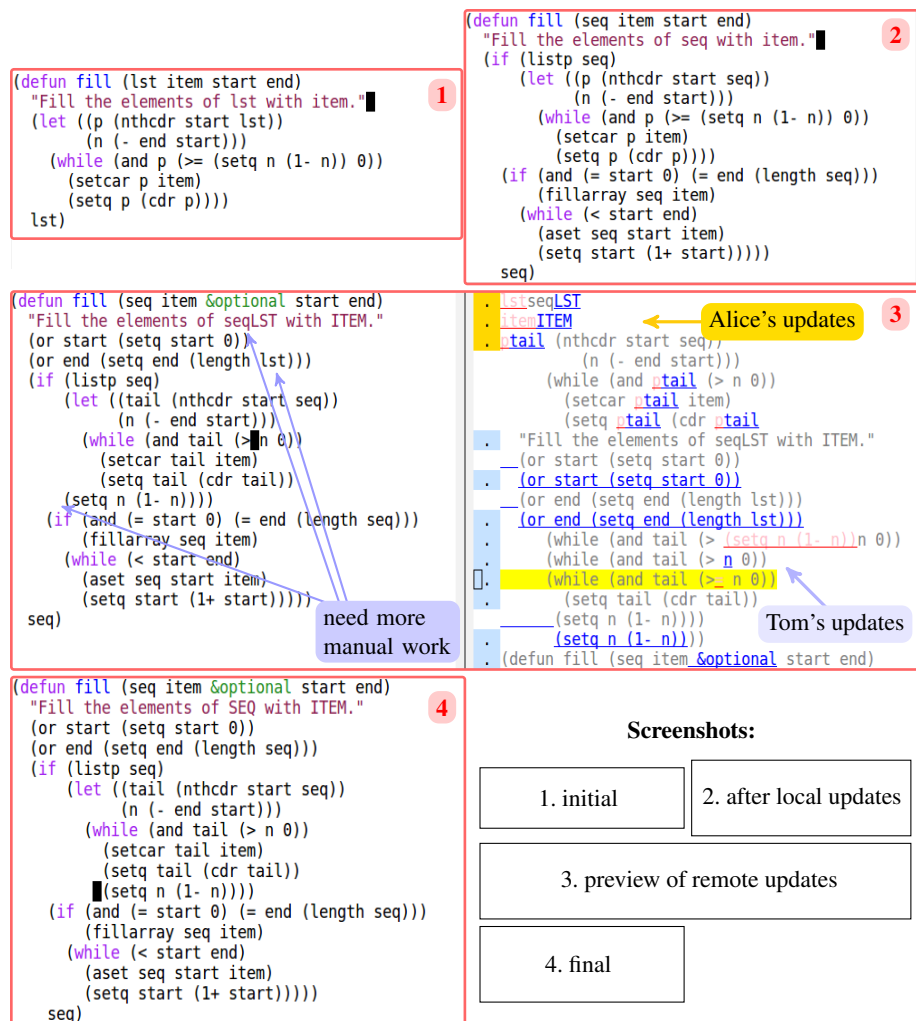 (defun fill (lst item start end)
"Fill the elements of lst with item."
(let ((p (nthcdr start lst))
(n (- end start)))
(while (and p (>= (setq n (1- n)) 0))
(setcar p item)
(setq p (cdr p))))
lst)
1
(defun fill (seq item start end)
"Fill the elements of seq with item."
(if (listp seq)
(let ((p (nthcdr start seq))
(n (- end start)))
(while (and p (>= (setq n (1- n)) 0))
(setcar p item)
(setq p (cdr p))))
(if (and (= start 0) (= end (length seq)))
(fillarray seq item)
(while (< start end)
(aset seq start item)
(setq start (1+ start)))))
seq)
2
(defun fill (seq item &optional start end)
"Fill the elements of seqLST with ITEM."
(or start (setq start 0))
(or end (setq end (length lst)))
(if (listp seq)
(let ((tail (nthcdr start seq))
(n (- end start)))
(while (and tail (> n 0))
(setcar tail item)
(setq tail (cdr tail))
(setq n (1- n))))
(if (and (= start 0) (= end (length seq)))
(fillarray seq item)
(while (< start end)
(aset seq start item)
(setq start (1+ start)))))
seq)
need more
manual work
. lstseqLST
. itemITEM
. ptail (nthcdr start seq))
(n (- end start)))
(while (and ptail (> n 0))
(setcar ptail item)
(setq ptail (cdr ptail
. "Fill the elements of seqLST with ITEM."
(or start (setq start 0))
. (or start (setq start 0))
(or end (setq end (length lst)))
. (or end (setq end (length lst)))
. (while (and tail (> (setq n (1- n))n 0))
. (while (and tail (> n 0))
. (while (and tail (>= n 0))
. (setq tail (cdr tail))
(setq n (1- n))))
. (setq n (1- n))))
. (defun fill (seq item &optional start end)
Alice's updates
3
Tom's updates
(defun fill (seq item &optional start end)
"Fill the elements of SEQ with ITEM."
(or start (setq start 0))
(or end (setq end (length seq)))
(if (listp seq)
(let ((tail (nthcdr start seq))
(n (- end start)))
(while (and tail (> n 0))
(setcar tail item)
(setq tail (cdr tail))
(setq n (1- n))))
(if (and (= start 0) (= end (length seq)))
(fillarray seq item)
(while (< start end)
(aset seq start item)
(setq start (1+ start)))))
seq)
4
Screenshots:
1. initial
2. after local updates
3. preview of remote updates
4. final